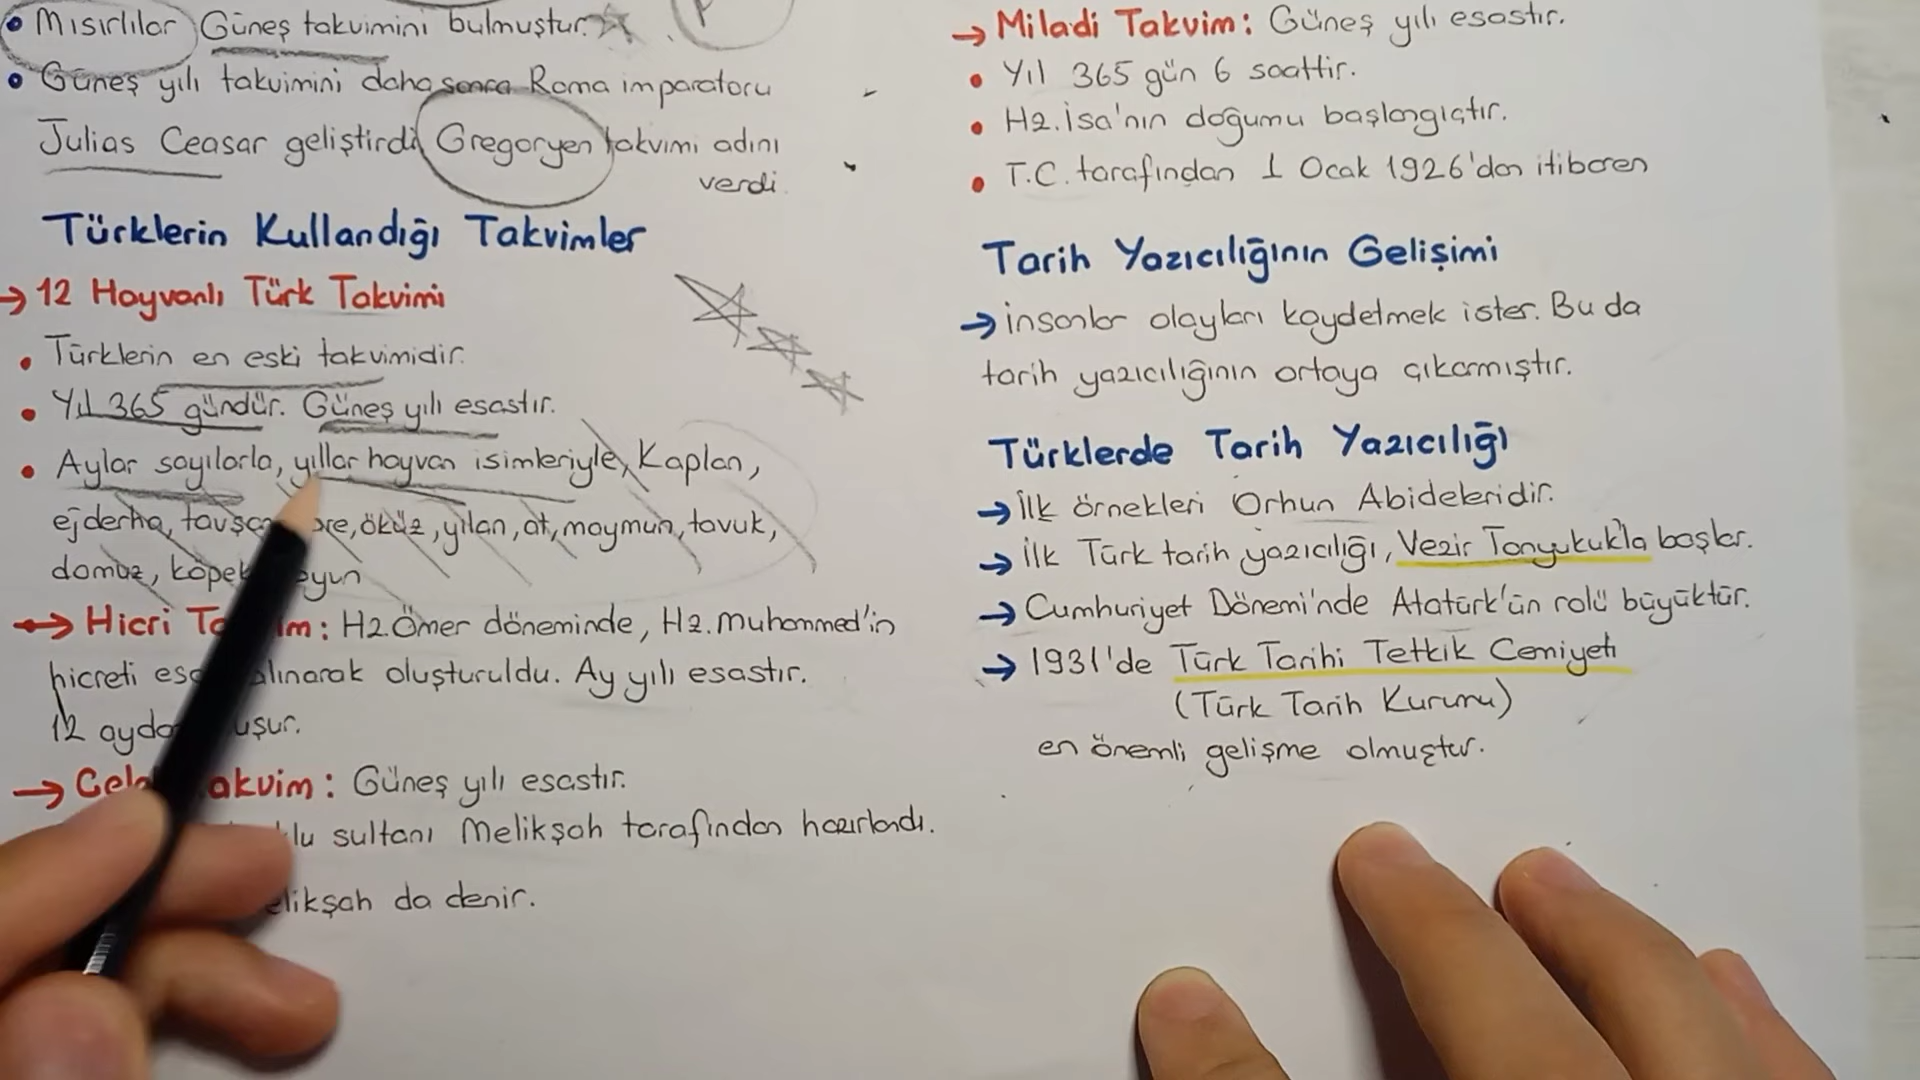 • Mısırlılar Güneş takvimini bulmuştur.
• Güneş yılı takvimini daha sonra Roma imparatoru
Julias Ceasar geliştirdi Gregoryen takvimi adını
verdi.
Türklerin Kullandığı Takvimler
→ 12 Hayvanlı Türk Takvimi
• Türklerin en eski takvimidir.
• Yıl 365 gündür. Güneş yılı esastır.
• Aylar sayılarla, yıllar hayvan isimleriyle, Kaplan,
ejderha, öküz, yılan, at, maymun, tavuk,
domuz,
→ Hicri : Hz.Ömer döneminde, Hz.Muhammed'in
hicreti alınarak oluşturuldu. Ay yılı esastır.
12
→ : Güneş yılı esastır.
sultanı Melikşah tarafından hazırlandı.
da denir.
→ Miladi Takvim: Güneş yılı esastır.
• Yıl 365 gün 6 saattir.
• Hz.İsa'nın doğumu başlangıçtır.
• T.C. tarafından 1 Ocak 1926'dan itibaren
Tarih Yazıcılığının Gelişimi
→ İnsanlar olayları kaydetmek ister. Bu da
tarih yazıcılığının ortaya çıkarmıştır.
Türklerde Tarih Yazıcılığı
→ İlk örnekleri Orhun Abideleridir.
→ İlk Türk tarih yazıcılığı, Vezir Tonyukuk'la başlar.
→ Cumhuriyet Dönemi'nde Atatürk'ün rolü büyüktür.
→ 1931'de Türk Tarihi Tetkik Cemiyeti
(Türk Tarih Kurumu)
en önemli gelişme olmuştur.